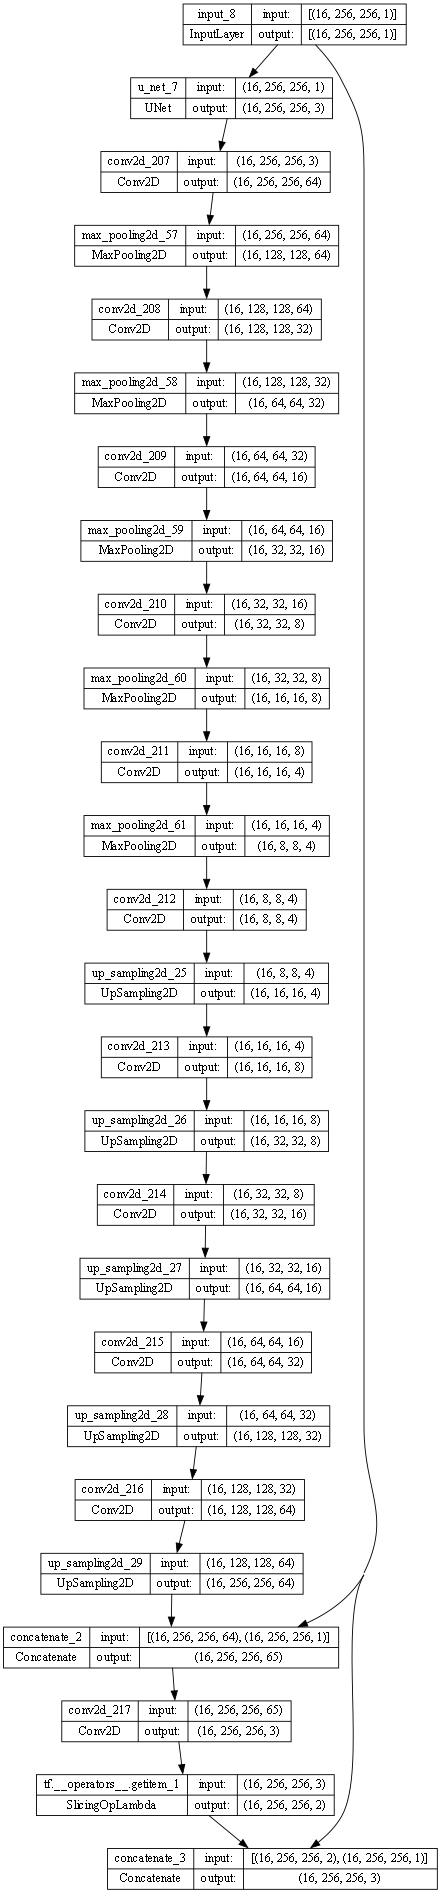 input_8 input: [(16, 256, 256, 1)]
InputLayer output: [(16, 256, 256, 1)]
u_net_7 input: (16, 256, 256, 1)
UNet output: (16, 256, 256, 3)
conv2d_207 input: (16, 256, 256, 3)
Conv2D output: (16, 256, 256, 64)
max_pooling2d_57 input: (16, 256, 256, 64)
MaxPooling2D output: (16, 128, 128, 64)
conv2d_208 input: (16, 128, 128, 64)
Conv2D output: (16, 128, 128, 32)
max_pooling2d_58 input: (16, 128, 128, 32)
MaxPooling2D output: (16, 64, 64, 32)
conv2d_209 input: (16, 64, 64, 32)
Conv2D output: (16, 64, 64, 16)
max_pooling2d_59 input: (16, 64, 64, 16)
MaxPooling2D output: (16, 32, 32, 16)
conv2d_210 input: (16, 32, 32, 16)
Conv2D output: (16, 32, 32, 8)
max_pooling2d_60 input: (16, 32, 32, 8)
MaxPooling2D output: (16, 16, 16, 8)
conv2d_211 input: (16, 16, 16, 8)
Conv2D output: (16, 16, 16, 4)
max_pooling2d_61 input: (16, 16, 16, 4)
MaxPooling2D output: (16, 8, 8, 4)
conv2d_212 input: (16, 8, 8, 4)
Conv2D output: (16, 8, 8, 4)
up_sampling2d_25 input: (16, 8, 8, 4)
UpSampling2D output: (16, 16, 16, 4)
conv2d_213 input: (16, 16, 16, 4)
Conv2D output: (16, 16, 16, 8)
up_sampling2d_26 input: (16, 16, 16, 8)
UpSampling2D output: (16, 32, 32, 8)
conv2d_214 input: (16, 32, 32, 8)
Conv2D output: (16, 32, 32, 16)
up_sampling2d_27 input: (16, 32, 32, 16)
UpSampling2D output: (16, 64, 64, 16)
conv2d_215 input: (16, 64, 64, 16)
Conv2D output: (16, 64, 64, 32)
up_sampling2d_28 input: (16, 64, 64, 32)
UpSampling2D output: (16, 128, 128, 32)
conv2d_216 input: (16, 128, 128, 32)
Conv2D output: (16, 128, 128, 64)
up_sampling2d_29 input: (16, 128, 128, 64)
UpSampling2D output: (16, 256, 256, 64)
concatenate_2 input: [(16, 256, 256, 64), (16, 256, 256, 1)]
Concatenate output: (16, 256, 256, 65)
conv2d_217 input: (16, 256, 256, 65)
Conv2D output: (16, 256, 256, 3)
tf.__operators__.getitem_1 input: (16, 256, 256, 3)
SlicingOpLambda output: (16, 256, 256, 2)
concatenate_3 input: [(16, 256, 256, 2), (16, 256, 256, 1)]
Concatenate output: (16, 256, 256, 3)